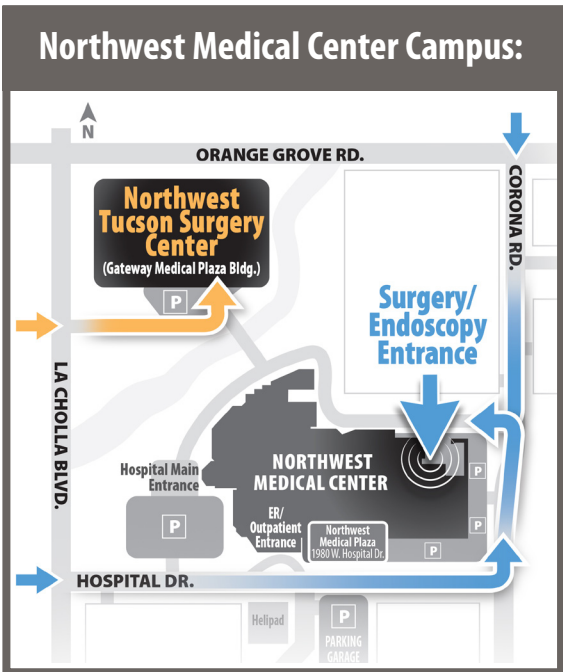 Northwest Medical Center Campus:
N
ORANGE GROVE RD.
CORONA RD.
Northwest
Tucson Surgery
Center
(Gateway Medical Plaza Bldg.)
P
Surgery/
Endoscopy
Entrance
LA CHOLLA BLVD.
Hospital Main
Entrance
NORTHWEST
MEDICAL CENTER
P
P
ER/
Outpatient
Entrance
Northwest
Medical Plaza
1980 W. Hospital Dr.
P
P
HOSPITAL DR.
Helipad
P
PARKING
GARAGE